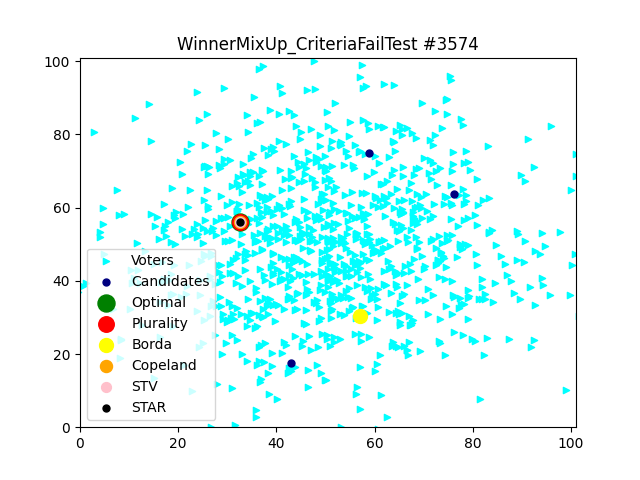 WinnerMixUp_CriteriaFailTest #3574
100
80
60
40
20
0
0 20 40 60 80 100
Voters
Candidates
Optimal
Plurality
Borda
Copeland
STV
STAR